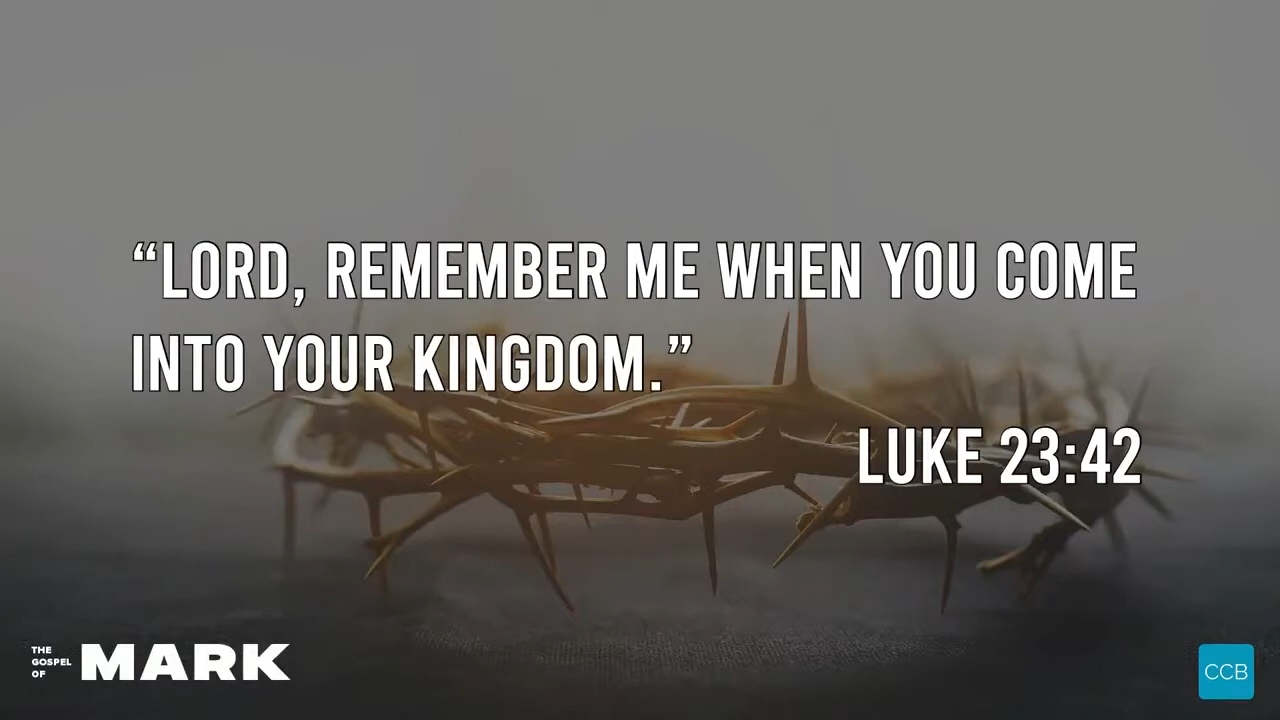 “LORD, REMEMBER ME WHEN YOU COME
INTO YOUR KINGDOM.”
LUKE 23:42
THE
GOSPEL
OF
MARK
CCB